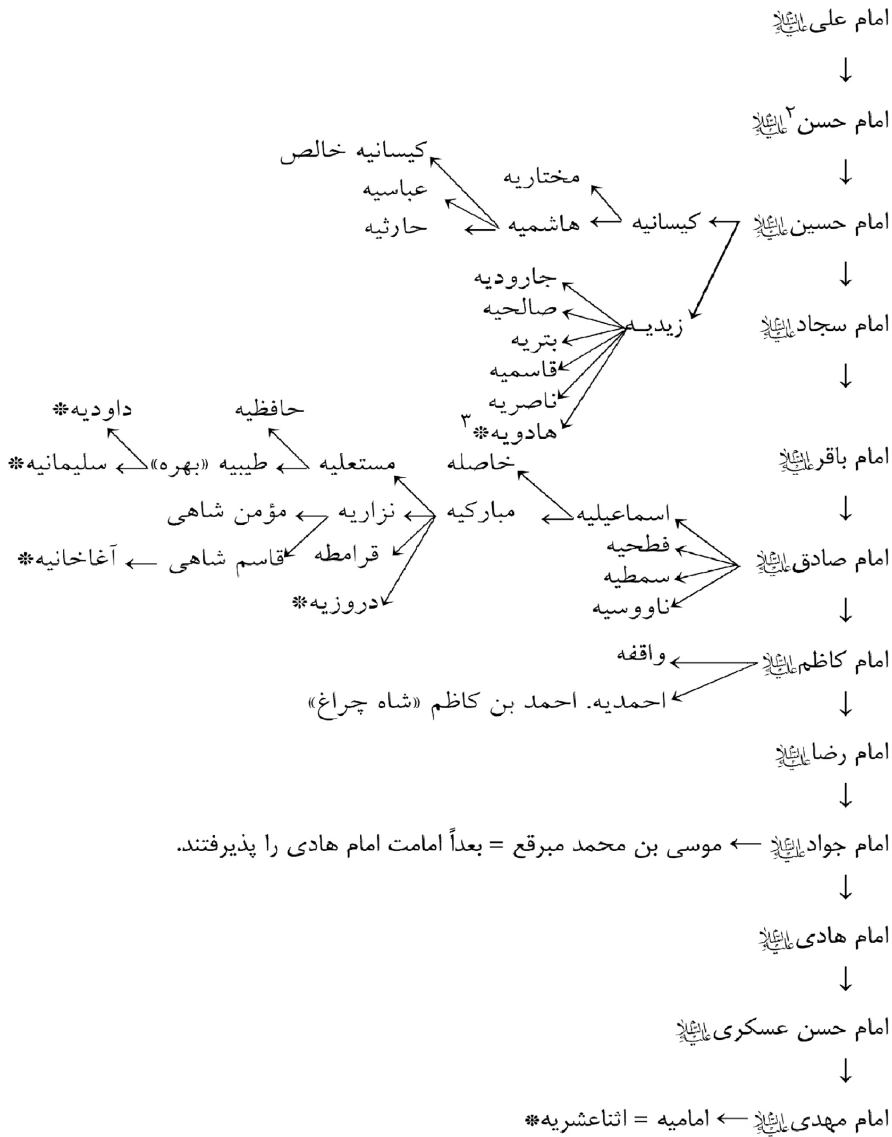 امام علی علیه‌السلام
↓
امام حسن۲ علیه‌السلام
↓
کیسانیه خالص
مختاریه
عباسیه
امام حسین علیه‌السلام ← کیسانیه ← هاشمیه ← حارثیه
↓
جارودیه
صالحیه
امام سجاد علیه‌السلام زیدیـه
بتریه
↓
قاسمیه
ناصریه
هادویه*۳
حافظیه داودیه*
امام باقر علیه‌السلام
خاصله مستعلیه ← طیبیه «بهره» ← سلیمانیه*
↓
اسماعیلیه ← مبارکیه ← نزاریه ← مؤمن شاهی
فطحیه قرامطه قاسم شاهی ← آغاخانیه*
امام صادق علیه‌السلام
سمطیه
ناووسیه دروزیه*
↓
واقفه
امام کاظم علیه‌السلام
↓
احمدیه. احمد بن کاظم «شاه چراغ»
امام رضا علیه‌السلام
↓
امام جواد علیه‌السلام ← موسی بن محمد مبرقع = بعداً امامت امام هادی را پذیرفتند.
↓
امام هادی علیه‌السلام
↓
امام حسن عسکری علیه‌السلام
↓
امام مهدی علیه‌السلام ← امامیه = اثناعشریه*